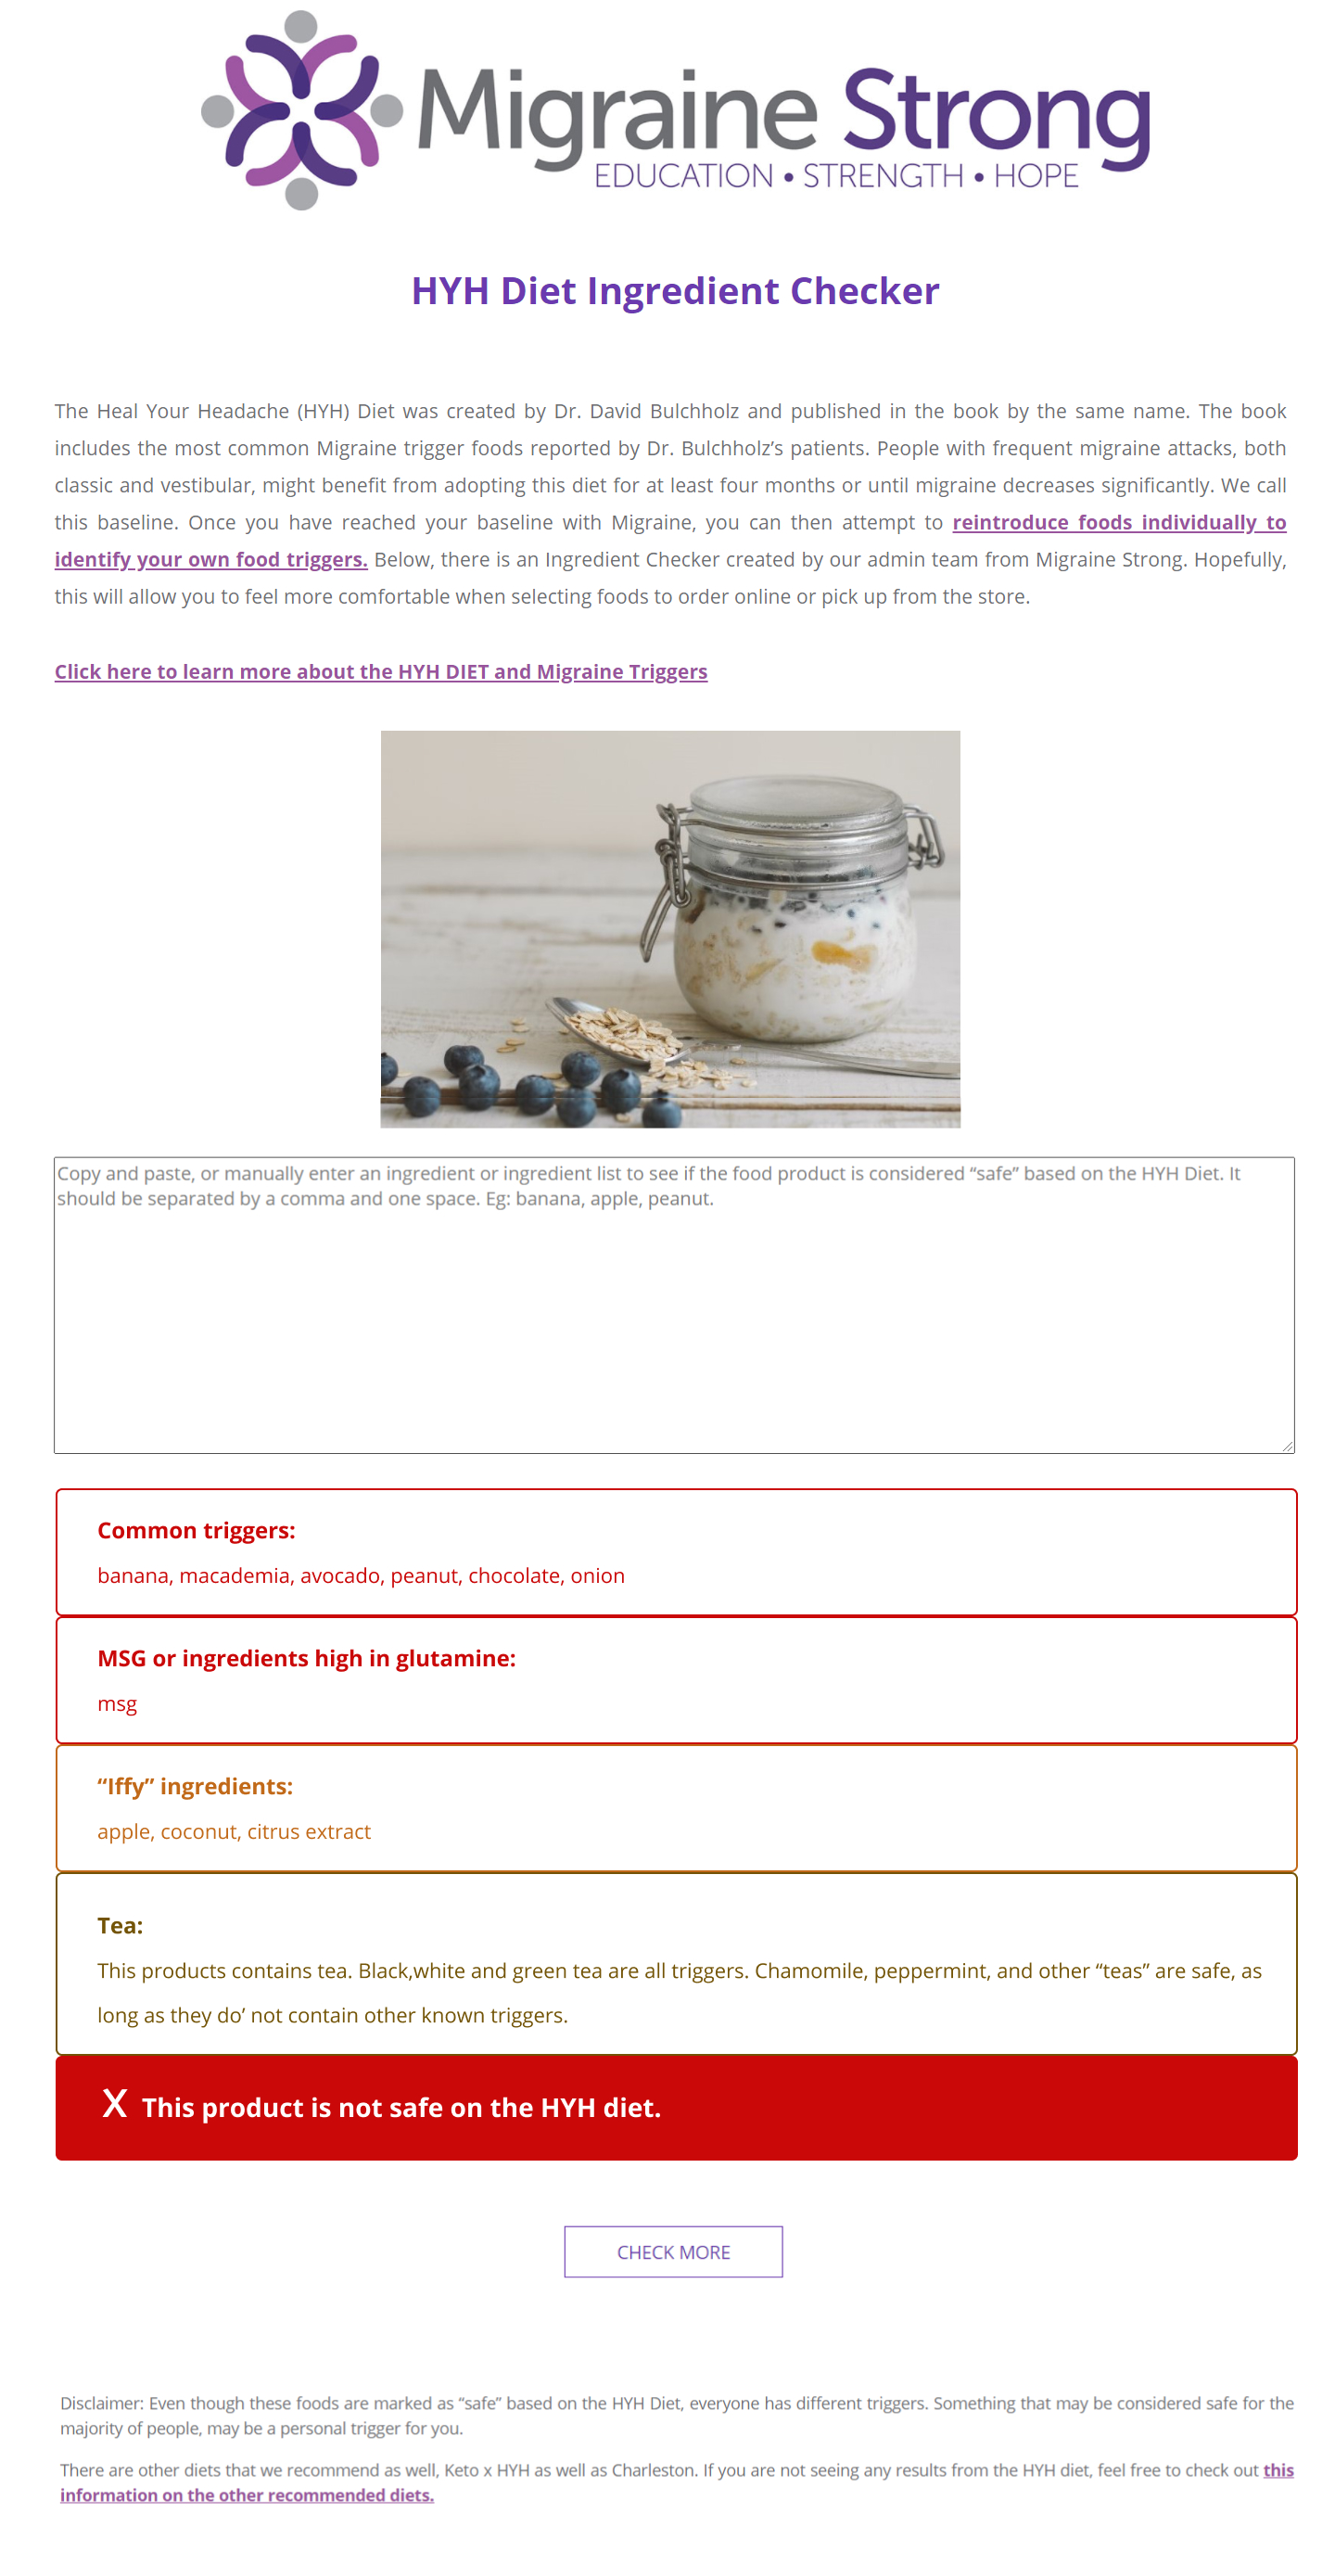 Migraine Strong
EDUCATION • STRENGTH • HOPE
HYH Diet Ingredient Checker
The Heal Your Headache (HYH) Diet was created by Dr. David Bulchholz and published in the book by the same name. The book
includes the most common Migraine trigger foods reported by Dr. Bulchholz’s patients. People with frequent migraine attacks, both
classic and vestibular, might benefit from adopting this diet for at least four months or until migraine decreases significantly. We call
this baseline. Once you have reached your baseline with Migraine, you can then attempt to reintroduce foods individually to
identify your own food triggers. Below, there is an Ingredient Checker created by our admin team from Migraine Strong. Hopefully,
this will allow you to feel more comfortable when selecting foods to order online or pick up from the store.
Click here to learn more about the HYH DIET and Migraine Triggers
Copy and paste, or manually enter an ingredient or ingredient list to see if the food product is considered “safe” based on the HYH Diet. It
should be separated by a comma and one space. Eg: banana, apple, peanut.
Common triggers:
banana, macademia, avocado, peanut, chocolate, onion
MSG or ingredients high in glutamine:
msg
“Iffy” ingredients:
apple, coconut, citrus extract
Tea:
This products contains tea. Black,white and green tea are all triggers. Chamomile, peppermint, and other “teas” are safe, as
long as they do’ not contain other known triggers.
X This product is not safe on the HYH diet.
CHECK MORE
Disclaimer: Even though these foods are marked as “safe” based on the HYH Diet, everyone has different triggers. Something that may be considered safe for the
majority of people, may be a personal trigger for you.
There are other diets that we recommend as well, Keto x HYH as well as Charleston. If you are not seeing any results from the HYH diet, feel free to check out this
information on the other recommended diets.